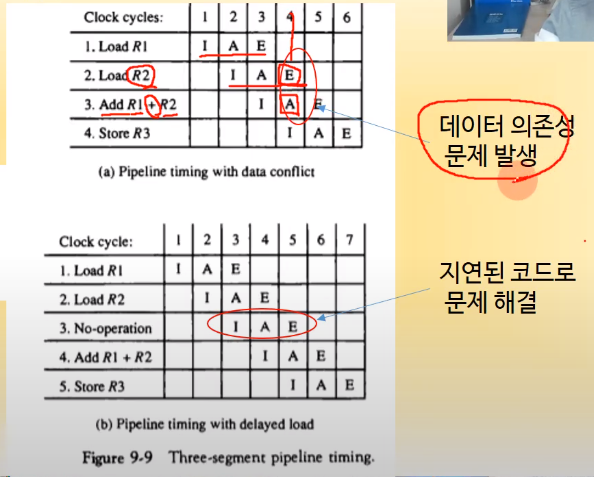 Clock cycles: 1 2 3 4 5 6
1. Load R1 I A E
2. Load R2 I A E
3. Add R1 + R2 I A E
4. Store R3 I A E
(a) Pipeline timing with data conflict
데이터 의존성
문제 발생
Clock cycle: 1 2 3 4 5 6 7
1. Load R1 I A E
2. Load R2 I A E
3. No-operation I A E
4. Add R1 + R2 I A E
5. Store R3 I A E
지연된 코드로
문제 해결
(b) Pipeline timing with delayed load
Figure 9-9 Three-segment pipeline timing.